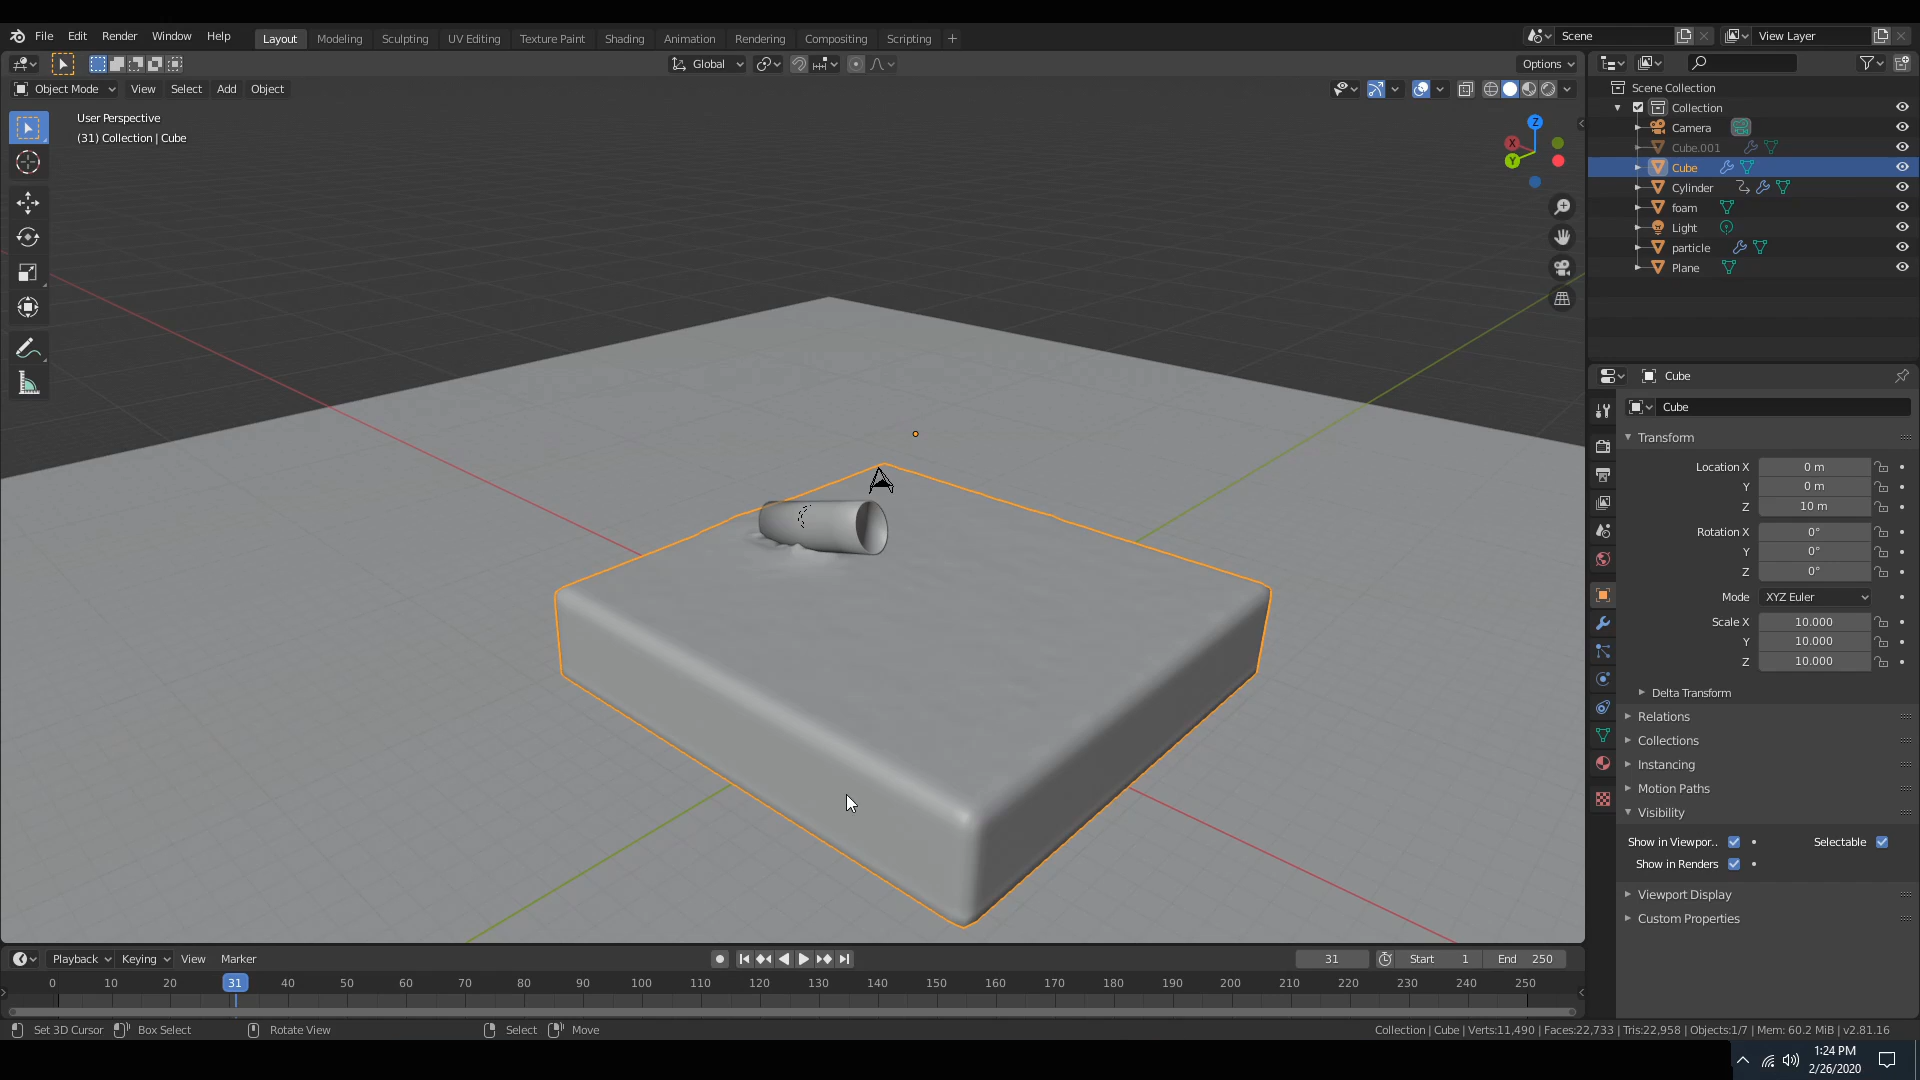 File Edit Render Window Help Layout Modeling Sculpting UV Editing Texture Paint Shading Animation Rendering Compositing Scripting + Scene View Layer
Global Options
Object Mode View Select Add Object
User Perspective
(31) Collection | Cube
Z
X
Y
Scene Collection
Collection
Camera
Cube.001
Cube
Cylinder
foam
Light
particle
Plane
Cube
Cube
Transform
Location X 0 m
Y 0 m
Z 10 m
Rotation X 0°
Y 0°
Z 0°
Mode XYZ Euler
Scale X 10.000
Y 10.000
Z 10.000
Delta Transform
Relations
Collections
Instancing
Motion Paths
Visibility
Show in Viewpor.. Selectable
Show in Renders
Viewport Display
Custom Properties
Playback Keying View Marker 31 Start 1 End 250
0 10 20 31 40 50 60 70 80 90 100 110 120 130 140 150 160 170 180 190 200 210 220 230 240 250
Set 3D Cursor Box Select Rotate View Select Move Collection | Cube | Verts:11,490 | Faces:22,733 | Tris:22,958 | Objects:1/7 | Mem: 60.2 MiB | v2.81.16
1:24 PM
2/26/2020